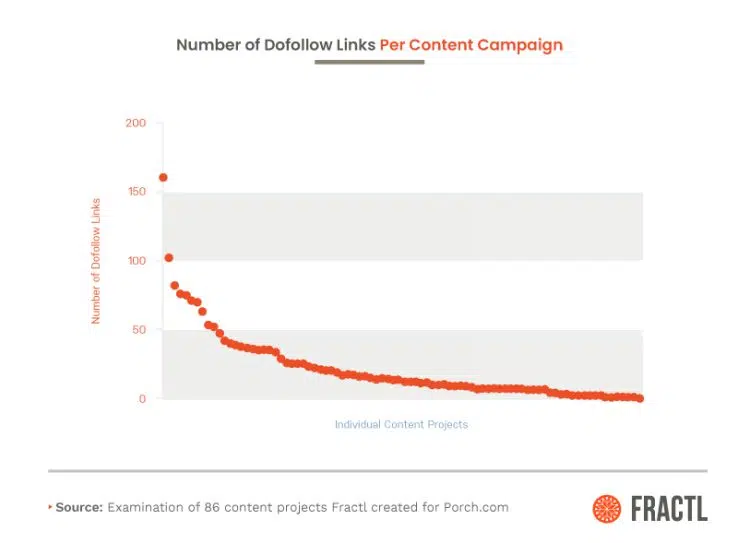 Number of Dofollow Links Per Content Campaign
200
150
100
50
0
Number of Dofollow Links
Individual Content Projects
Source: Examination of 86 content projects Fractl created for Porch.com
FRACTL